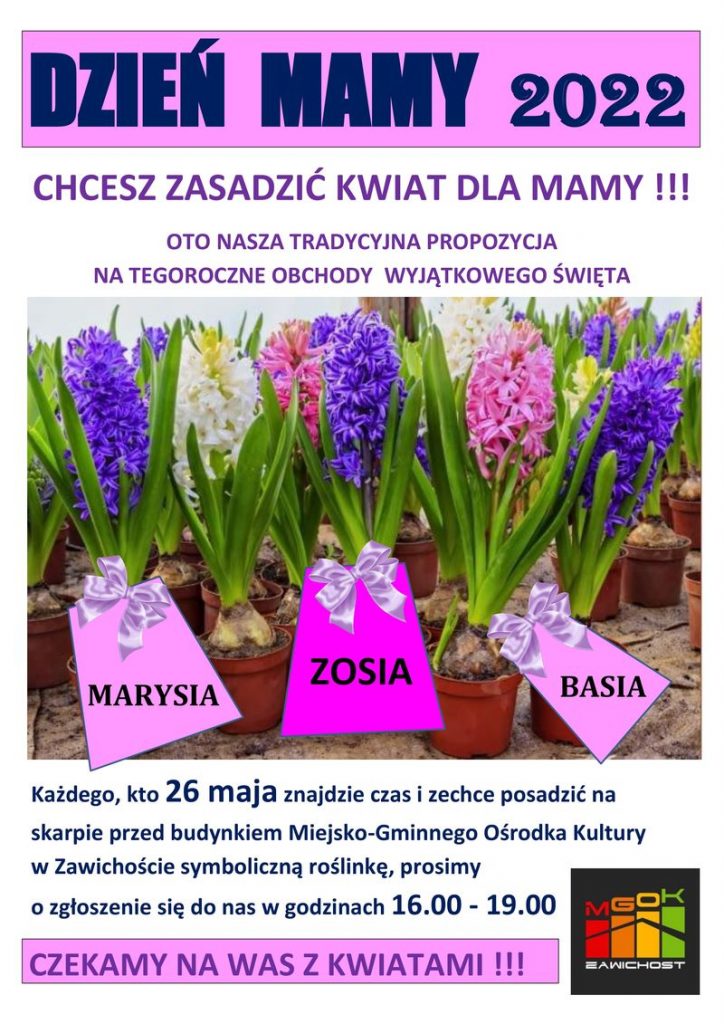 DZIEŃ MAMY 2022
CHCESZ ZASADZIĆ KWIAT DLA MAMY !!!
OTO NASZA TRADYCYJNA PROPOZYCJA
NA TEGOROCZNE OBCHODY WYJĄTKOWEGO ŚWIĘTA
MARYSIA
ZOSIA
BASIA
Każdego, kto 26 maja znajdzie czas i zechce posadzić na
skarpie przed budynkiem Miejsko-Gminnego Ośrodka Kultury
w Zawichoście symboliczną roślinkę, prosimy
o zgłoszenie się do nas w godzinach 16.00 - 19.00
MGOK
ZAWICHOST
CZEKAMY NA WAS Z KWIATAMI !!!